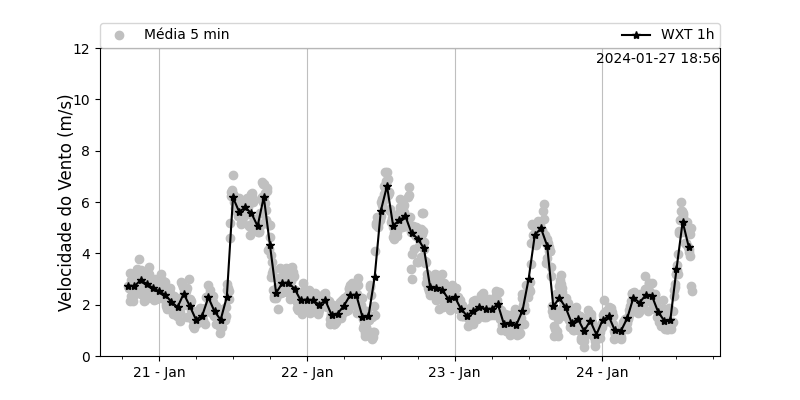 Média 5 min
WXT 1h
2024-01-27 18:56
Velocidade do Vento (m/s)
12
10
8
6
4
2
0
21 - Jan
22 - Jan
23 - Jan
24 - Jan